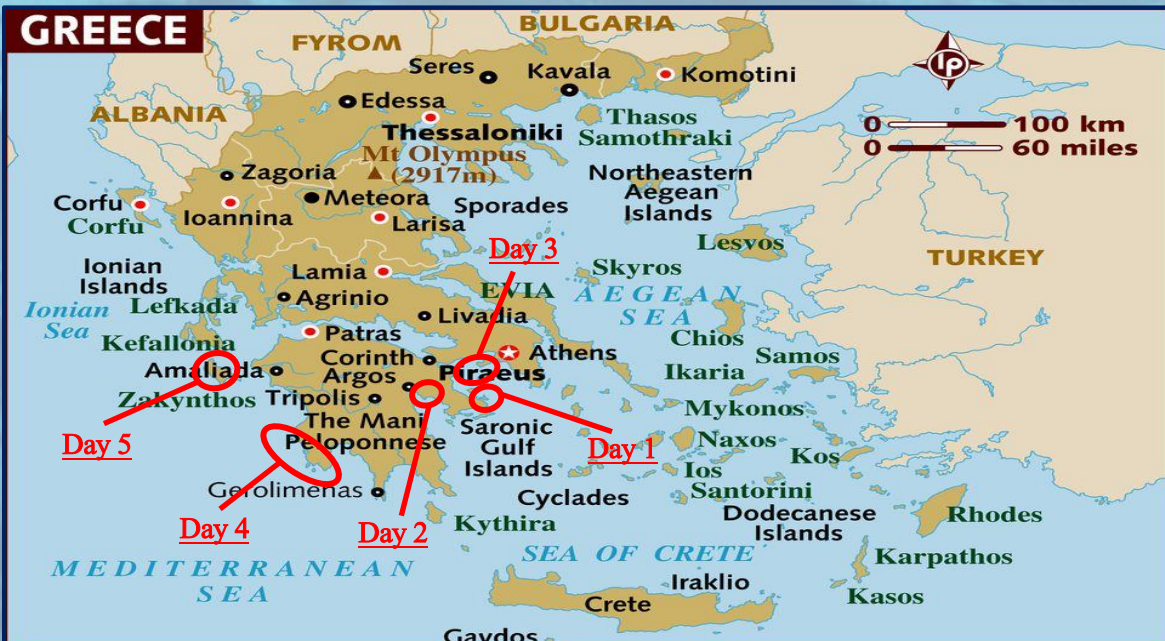 GREECE
BULGARIA
FYROM
Seres
Kavala
Komotini
Edessa
ALBANIA
Thasos
Samothraki
0 100 km
0 60 miles
Thessaloniki
Mt Olympus
(2917m)
Zagoria
Northeastern
Aegean
Islands
Meteora
Sporades
Corfu
Corfu
Ioannina
Larisa
Lesvos
Day 3
TURKEY
Ionian
Islands
Lamia
Skyros
Ionian
Sea
Lefkada
Agrinio
EVIA
AEGEAN
SEA
Livadia
Patras
Chios
Kefallonia
Corinth
Athens
Samos
Amaliada
Argos
Piraeus
Ikaria
Zakynthos
Tripolis
Mykonos
The Mani
Peloponnese
Saronic
Gulf
Islands
Day 1
Day 5
Naxos
Kos
Ios
Santorini
Gerolimenas
Cyclades
Dodecanese
Islands
Rhodes
Day 4
Day 2
Kythira
SEA OF CRETE
Karpathos
MEDITERRANEAN
SEA
Iraklio
Kasos
Crete
Gavdos
lp